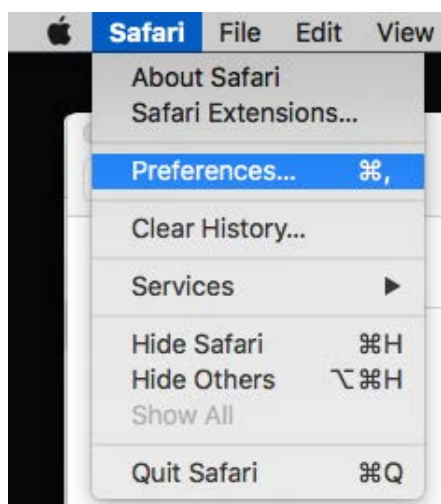 Safari File Edit View
About Safari
Safari Extensions...
Preferences... ⌘,
Clear History...
Services ▶
Hide Safari ⌘H
Hide Others ⌥⌘H
Show All
Quit Safari ⌘Q